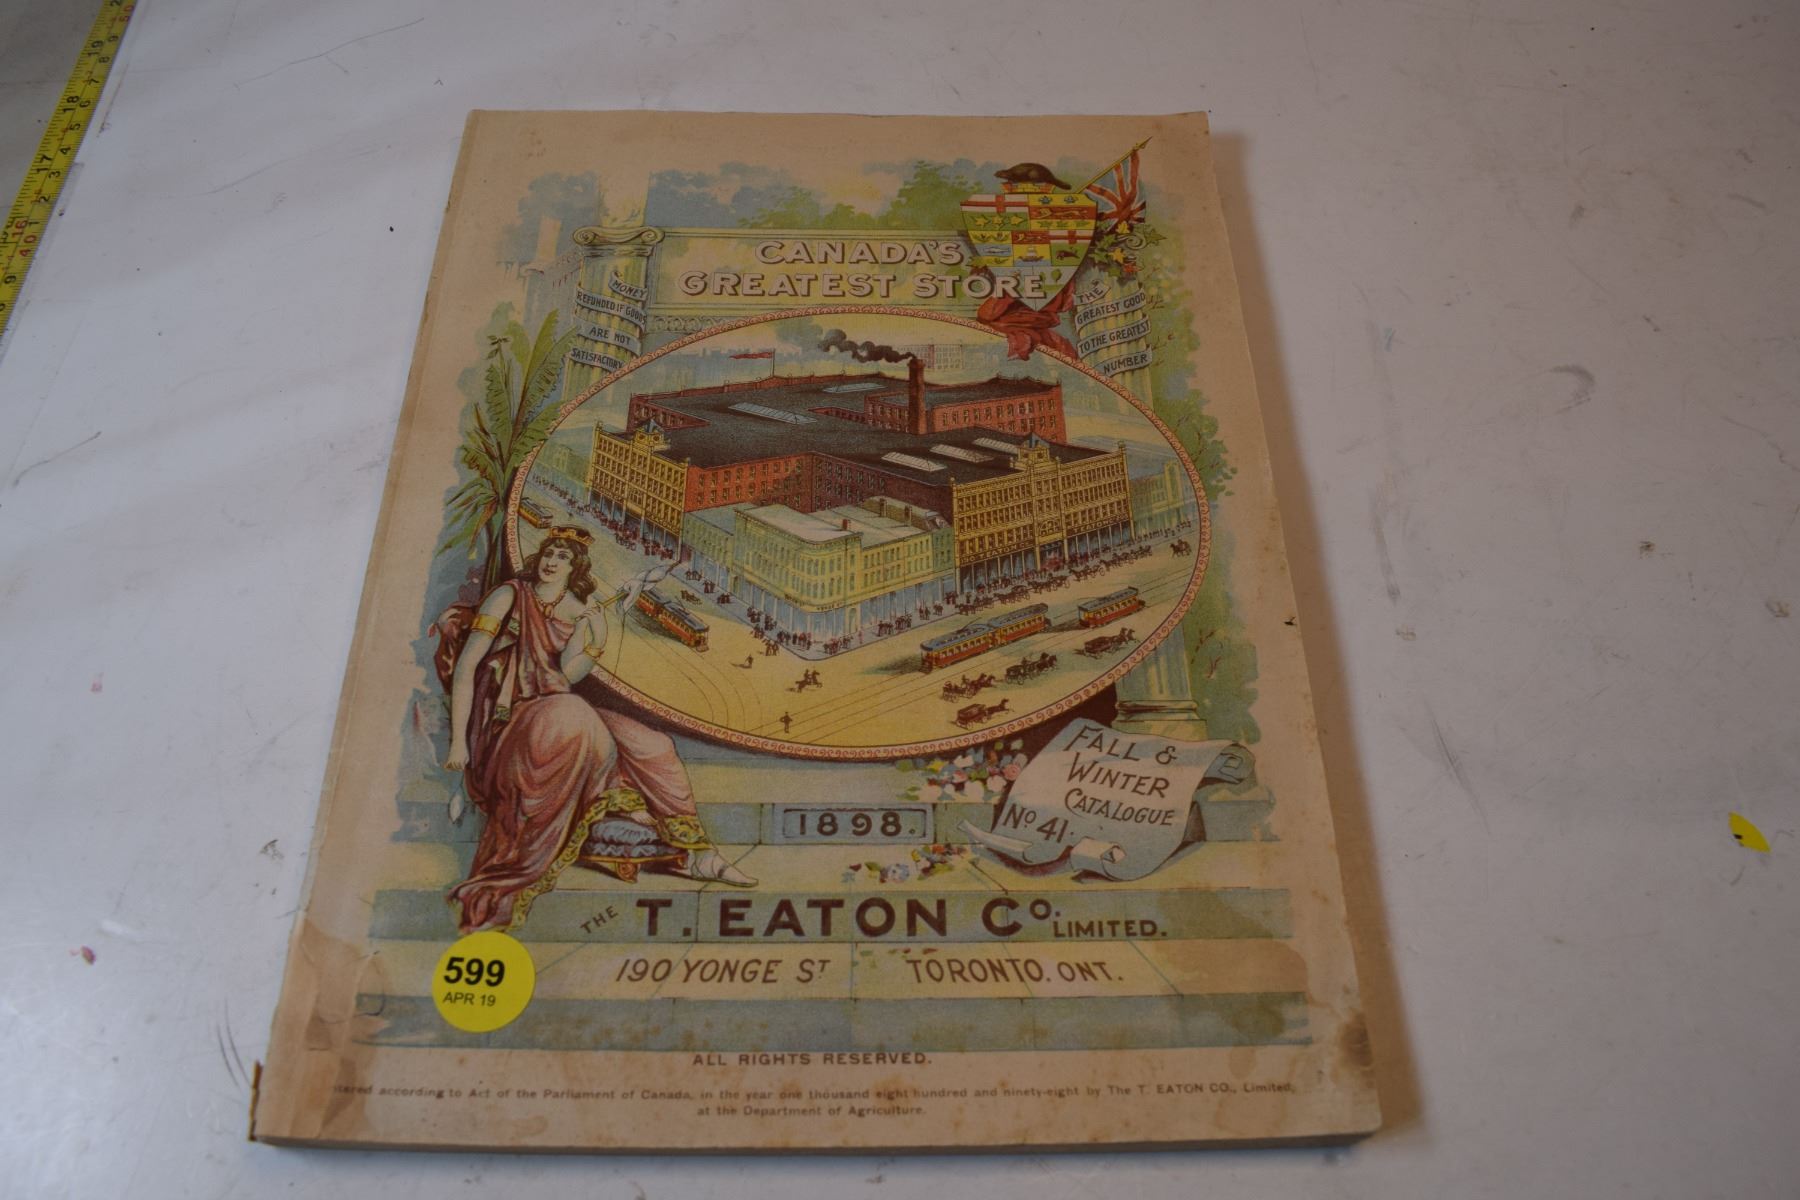 CANADA'S
GREATEST STORE
MONEY
REFUNDED IF GOODS
ARE NOT
SATISFACTORY
THE
GREATEST GOOD
TO THE GREATEST
NUMBER
FALL &
WINTER
CATALOGUE
No 41.
1898.
THE T. EATON Co. LIMITED.
190 YONGE ST TORONTO. ONT.
599
APR 19
ALL RIGHTS RESERVED.
according to Act of the Parliament of Canada, in the year one thousand eight hundred and ninety-eight by The T. EATON CO., Limited,
at the Department of Agriculture.